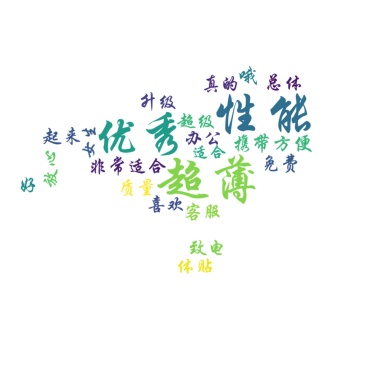 真的
哦
总体
升级
性能
优秀
超级
起来
女生
办公
携带方便
适合
非常适合
免费
放心
好
质量
超薄
喜欢
客服
致电
体贴